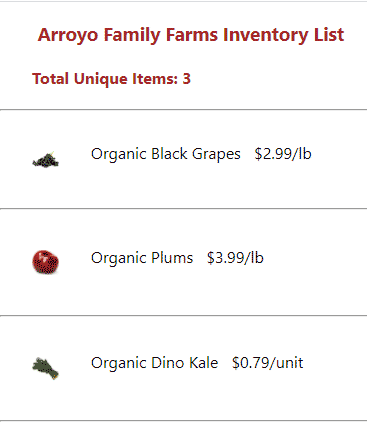 Arroyo Family Farms Inventory List
Total Unique Items: 3
Organic Black Grapes $2.99/lb
Organic Plums $3.99/lb
Organic Dino Kale $0.79/unit